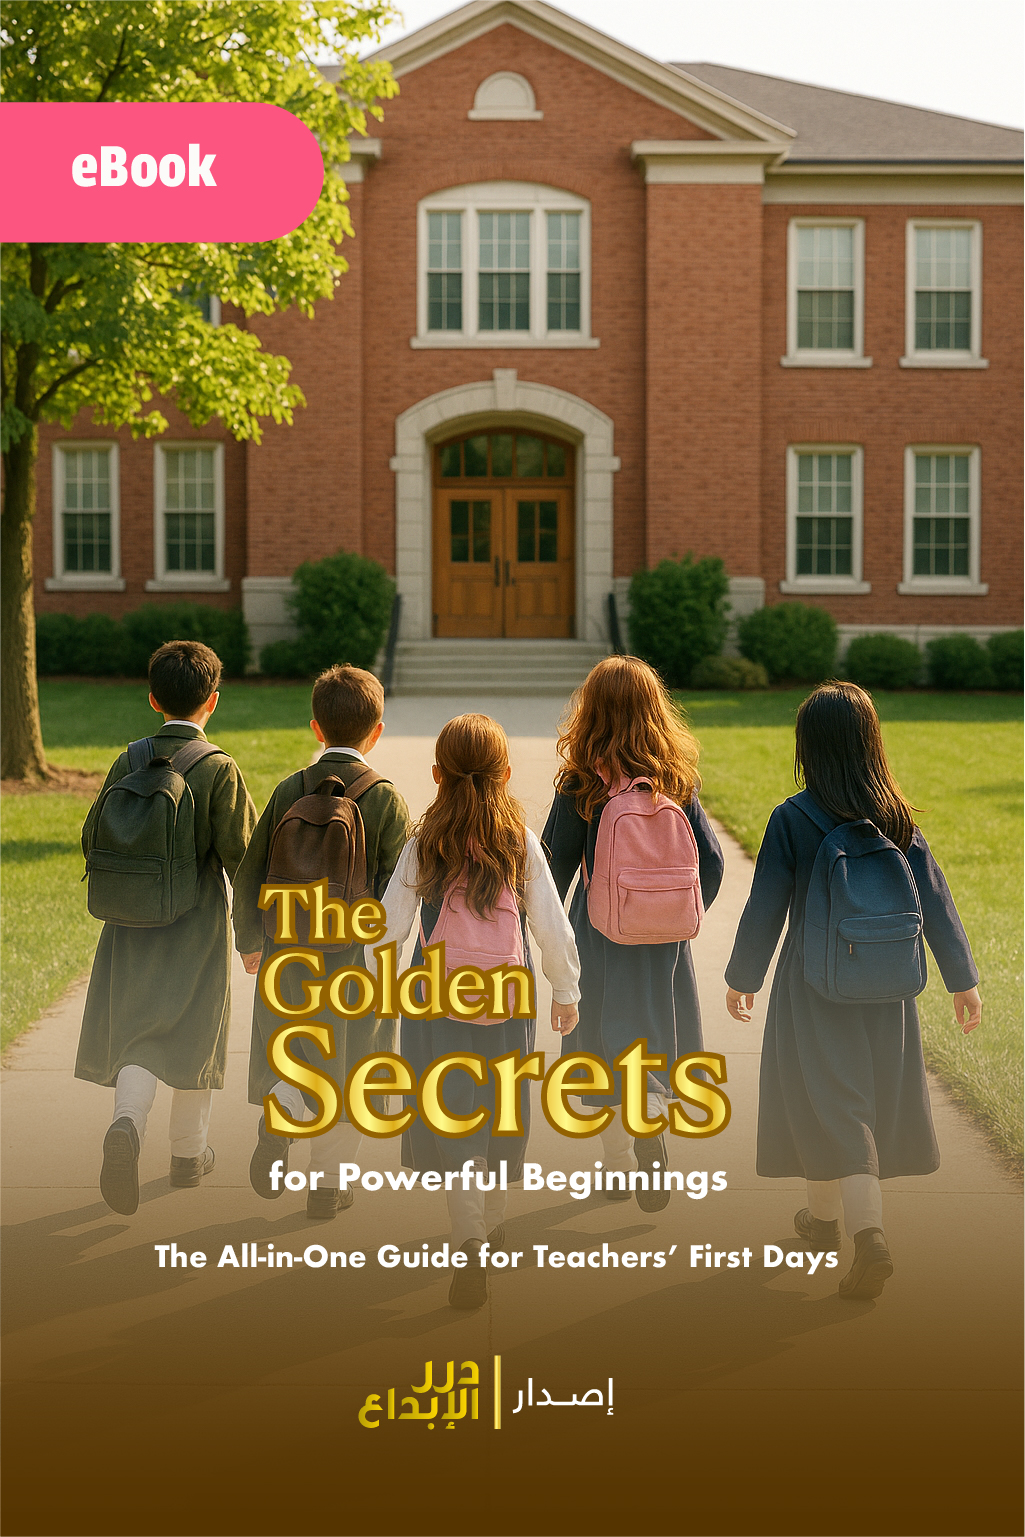 eBook
The
Golden
Secrets
for Powerful Beginnings
The All-in-One Guide for Teachers’ First Days
إصدار
درر
الإبداع